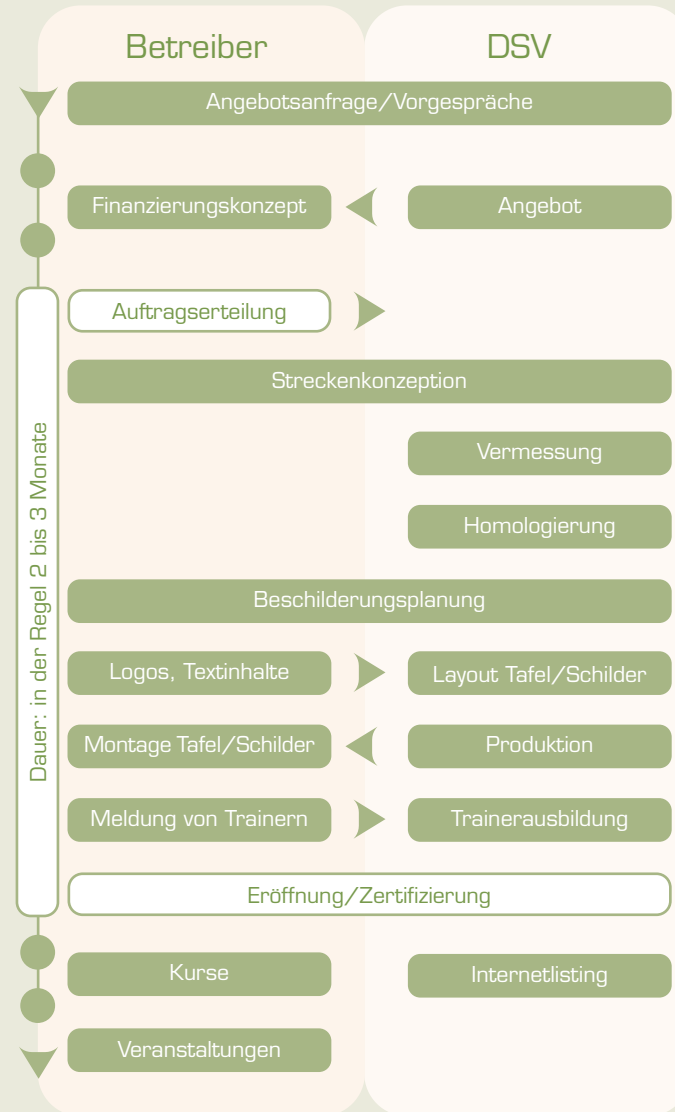 Betreiber DSV
Angebotsanfrage/Vorgespräche
Finanzierungskonzept Angebot
Auftragserteilung
Streckenkonzeption
Vermessung
Homologierung
Beschilderungsplanung
Logos, Textinhalte Layout Tafel/Schilder
Montage Tafel/Schilder Produktion
Meldung von Trainern Trainerausbildung
Eröffnung/Zertifizierung
Kurse Internetlisting
Veranstaltungen
Dauer: in der Regel 2 bis 3 Monate